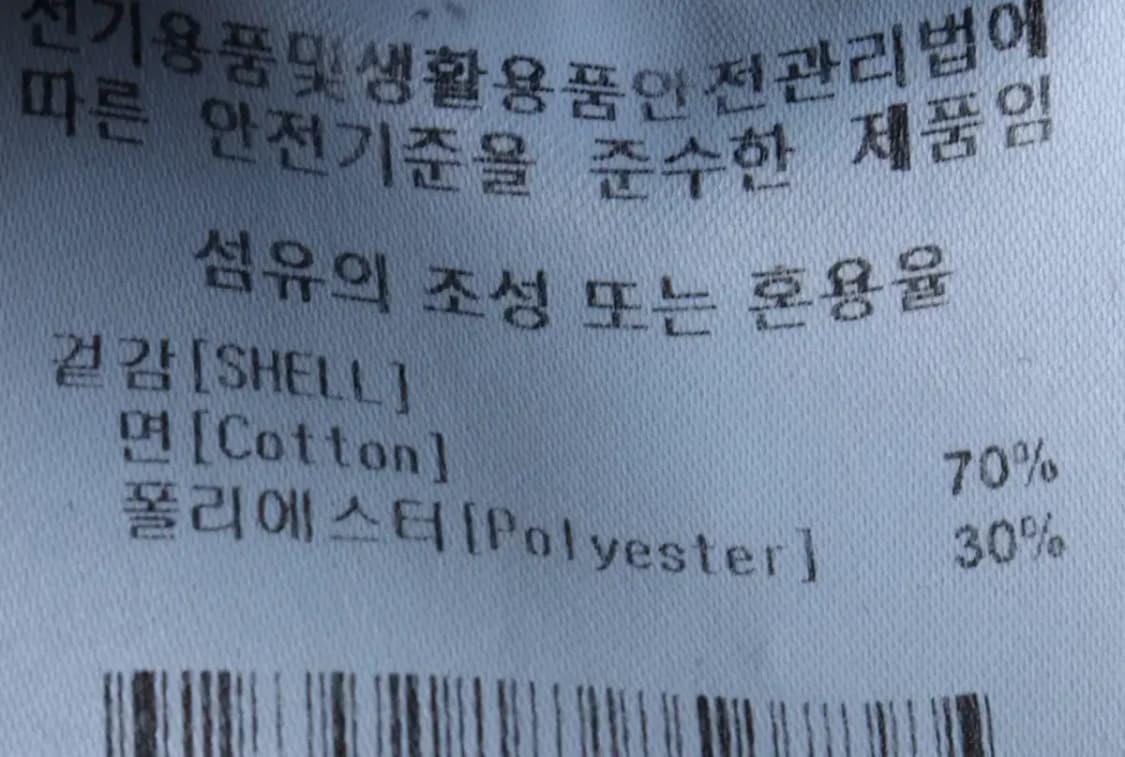 전기용품및생활용품안전관리법에
따른 안전기준을 준수한 제품임
섬유의 조성 또는 혼용율
겉감[SHELL]
면[Cotton] 70%
폴리에스터[Polyester] 30%